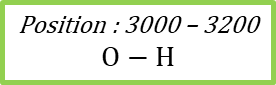 Position : 3000 – 3200
O − H